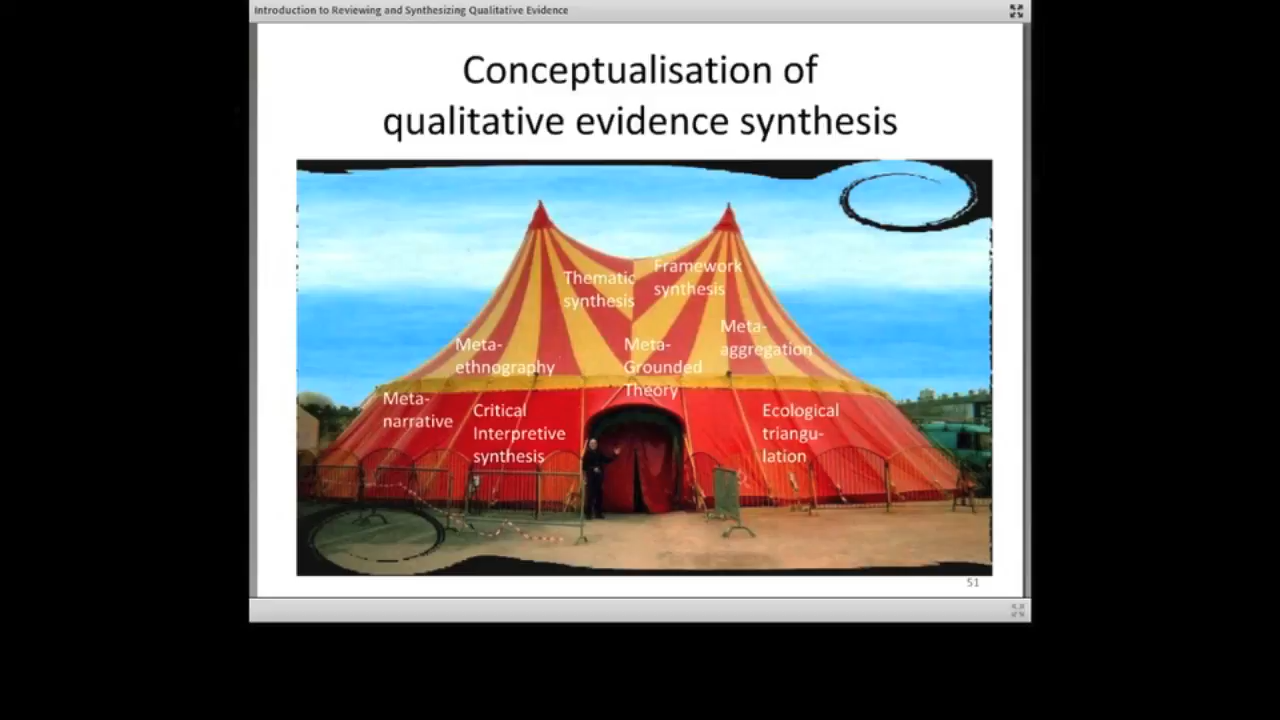 Introduction to Reviewing and Synthesizing Qualitative Evidence
Conceptualisation of
qualitative evidence synthesis
Thematic
synthesis
Framework
synthesis
Meta-
ethnography
Meta-
Grounded
Theory
Meta-
aggregation
Meta-
narrative
Critical
Interpretive
synthesis
Ecological
triangu-
lation
51